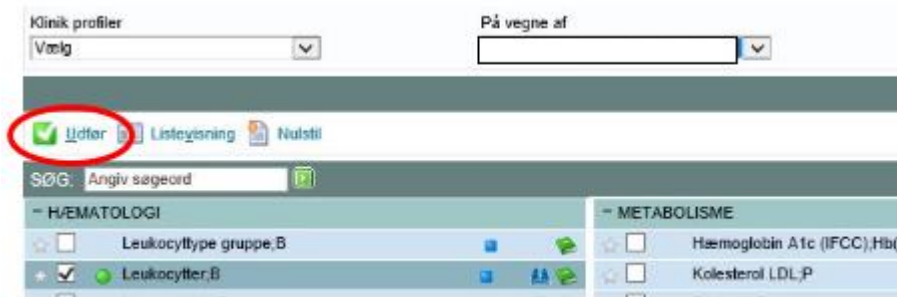 Klinik profiler
På vegne af
Vælg
Udfør Listevisning Nulstil
SØG: Angiv søgeord
- HÆMATOLOGI
- METABOLISME
Leukocyttype gruppe;B
Hæmoglobin A1c (IFCC);Hb(
Leukocytter;B
Kolesterol LDL;P